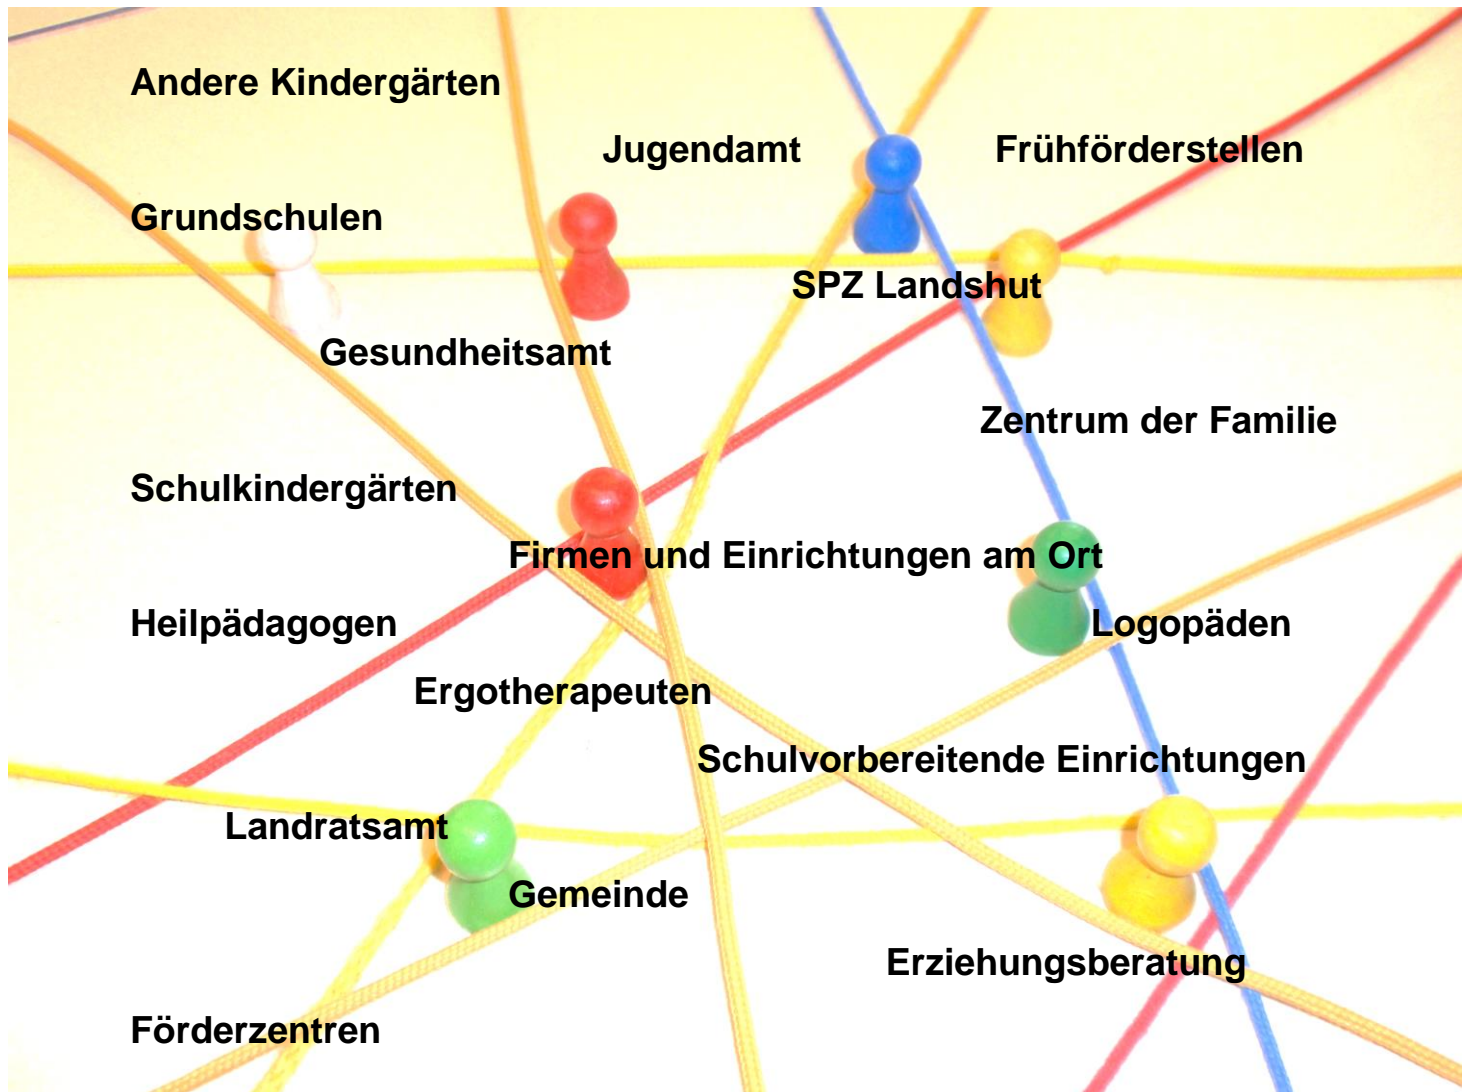 Andere Kindergärten
Jugendamt
Frühförderstellen
Grundschulen
SPZ Landshut
Gesundheitsamt
Zentrum der Familie
Schulkindergärten
Firmen und Einrichtungen am Ort
Heilpädagogen
Logopäden
Ergotherapeuten
Schulvorbereitende Einrichtungen
Landratsamt
Gemeinde
Erziehungsberatung
Förderzentren